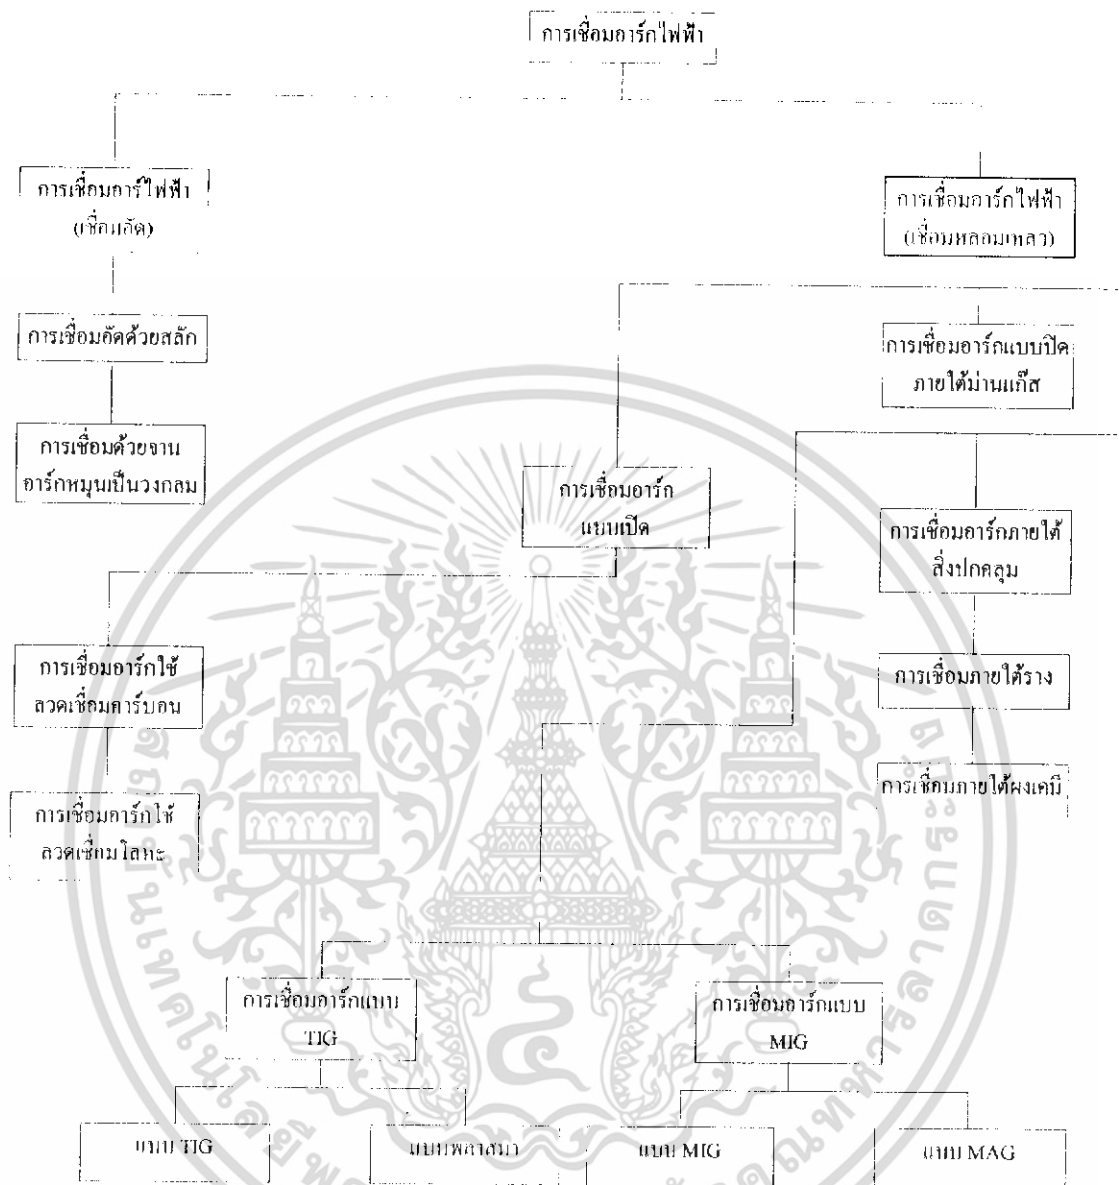 การเชื่อมอาร์กไฟฟ้า
การเชื่อมอาร์ไฟฟ้า
(เชื่อมอัด)
การเชื่อมอาร์กไฟฟ้า
(เชื่อมหลอมเหลว)
การเชื่อมอัดด้วยสลัก
การเชื่อมอาร์กแบบปิด
ภายใต้ม่านแก๊ส
การเชื่อมด้วยงาน
อาร์กหมุนเป็นวงกลม
การเชื่อมอาร์ก
แบบเปิด
การเชื่อมอาร์กภายใต้
สิ่งปกคลุม
การเชื่อมอาร์กใช้
ลวดเชื่อมคาร์บอน
การเชื่อมภายใต้ราง
การเชื่อมภายใต้ผงเคมี
การเชื่อมอาร์กใช้
ลวดเชื่อมโลหะ
การเชื่อมอาร์กแบบ
TIG
การเชื่อมอาร์กแบบ
MIG
แบบ TIG
แบบพลาสมา
แบบ MIG
แบบ MAG